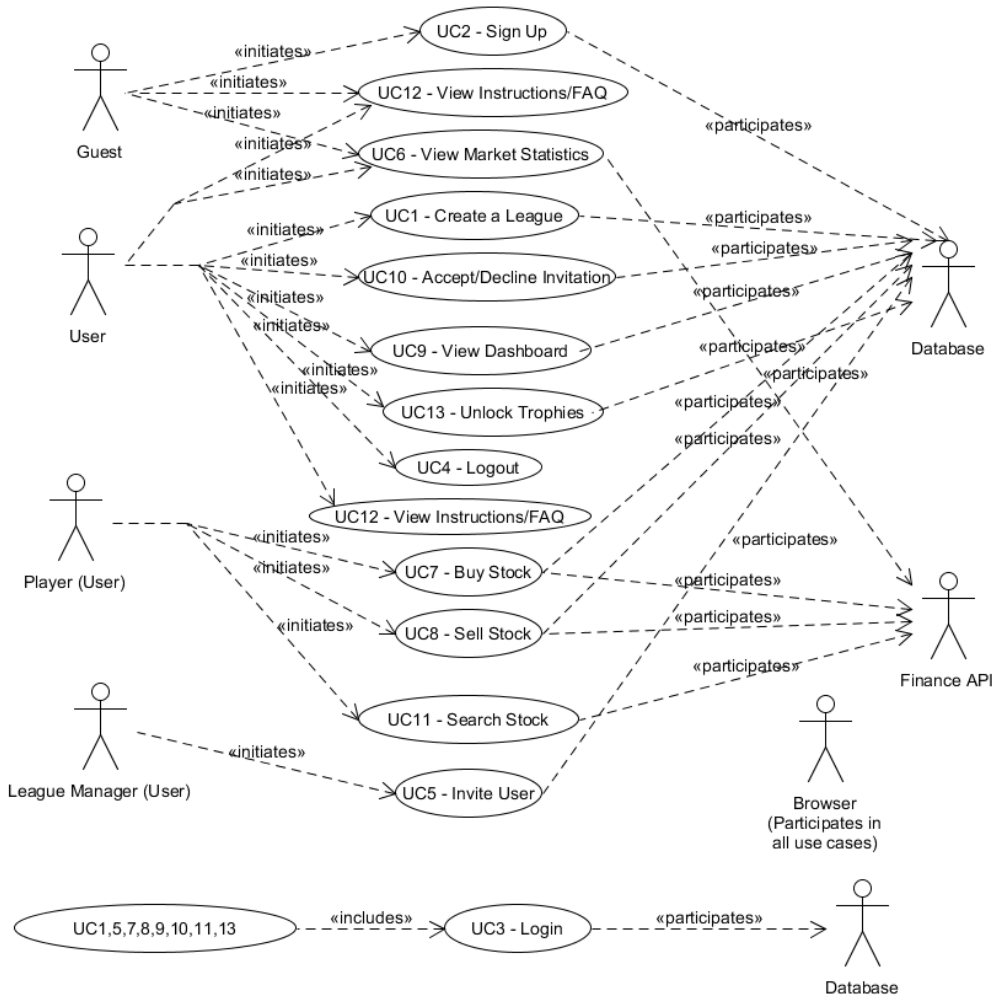 UC2 - Sign Up
«initiates»
«initiates»
UC12 - View Instructions/FAQ
«initiates»
«participates»
Guest
«initiates»
UC6 - View Market Statistics
«initiates»
UC1 - Create a League
«participates»
«initiates»
«participates»
«initiates»
UC10 - Accept/Decline Invitation
«participates»
«initiates»
User
«initiates»
Database
UC9 - View Dashboard
«participates»
«initiates»
«participates»
«initiates»
«participates»
UC13 - Unlock Trophies
«participates»
UC4 - Logout
UC12 - View Instructions/FAQ
«initiates»
«participates»
Player (User)
«initiates»
UC7 - Buy Stock
«participates»
«participates»
«initiates»
UC8 - Sell Stock
«participates»
Finance API
UC11 - Search Stock
«initiates»
League Manager (User)
UC5 - Invite User
Browser
(Participates in
all use cases)
UC1,5,7,8,9,10,11,13
«includes»
UC3 - Login
«participates»
Database